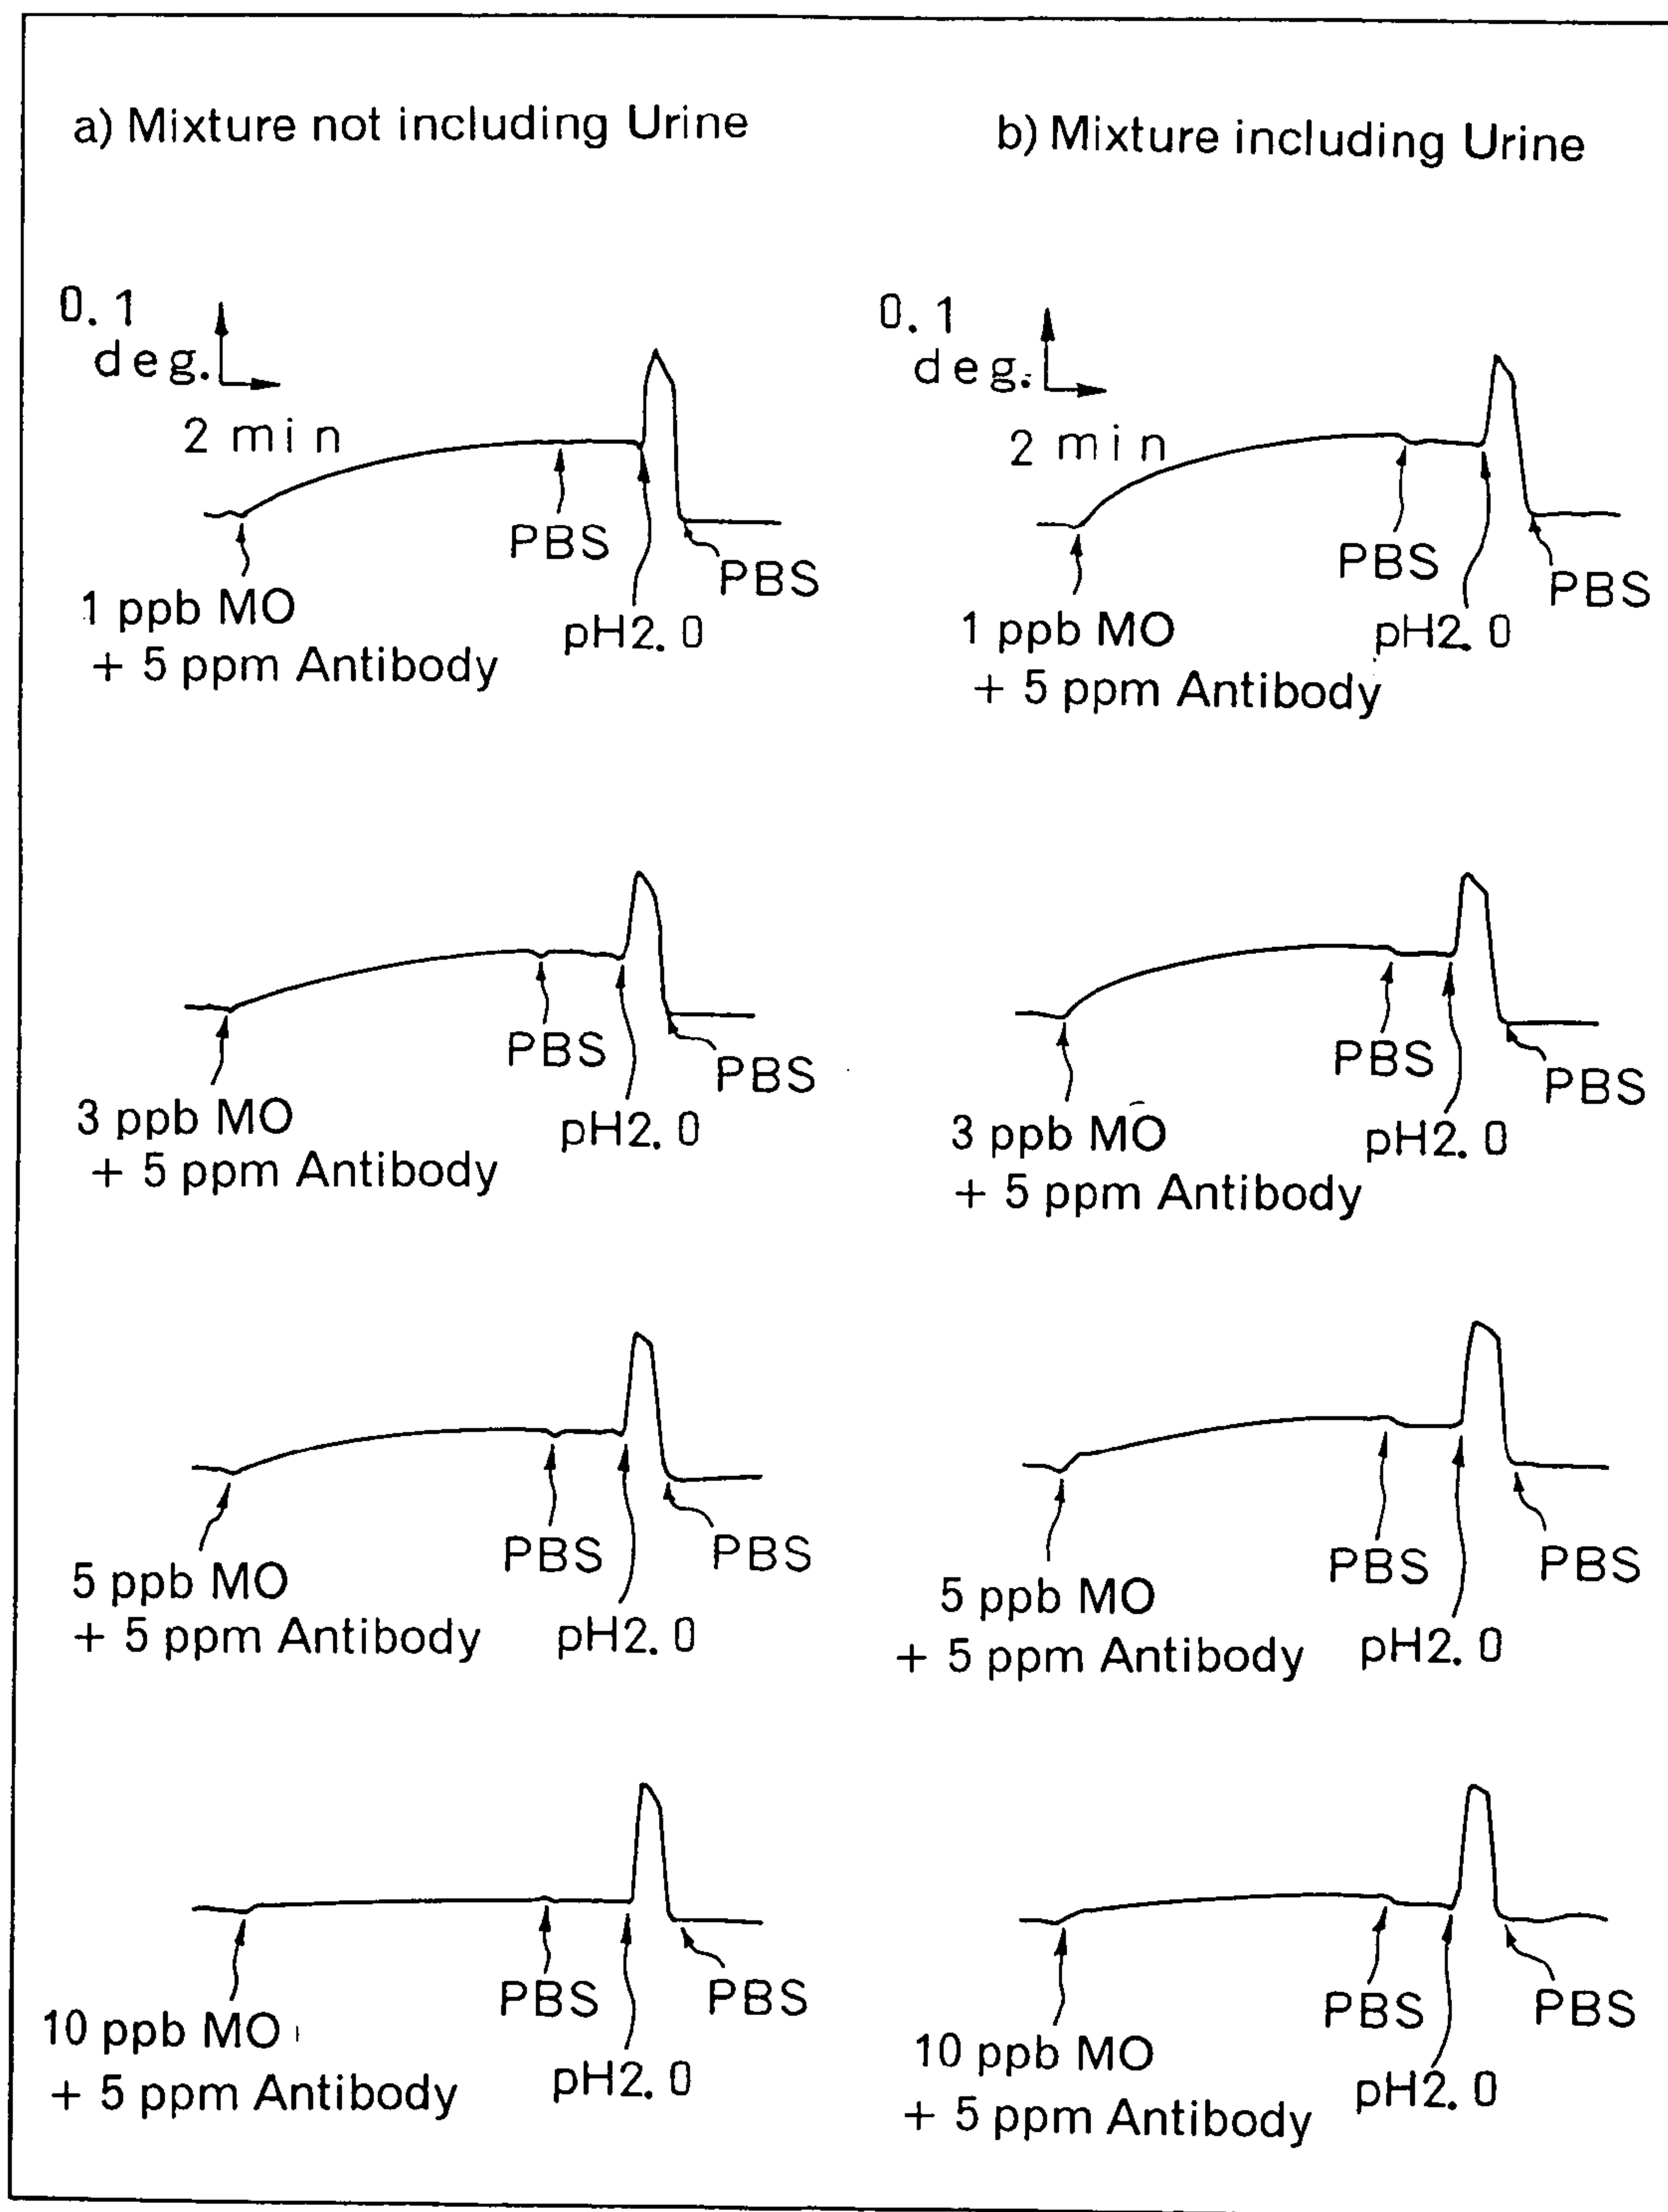 a) Mixture not including Urine
0.1
deg.
2 min
PBS
PBS
1 ppb MO
+ 5 ppm Antibody
pH2.0
PBS
PBS
3 ppb MO
+ 5 ppm Antibody
pH2.0
PBS
PBS
5 ppb MO
+ 5 ppm Antibody
pH2.0
PBS
PBS
10 ppb MO
+ 5 ppm Antibody
pH2.0
b) Mixture including Urine
0.1
deg.
2 min
PBS
PBS
1 ppb MO
+ 5 ppm Antibody
pH2.0
PBS
PBS
3 ppb MO
+ 5 ppm Antibody
pH2.0
PBS
PBS
5 ppb MO
+ 5 ppm Antibody
pH2.0
PBS
PBS
10 ppb MO
+ 5 ppm Antibody
pH2.0